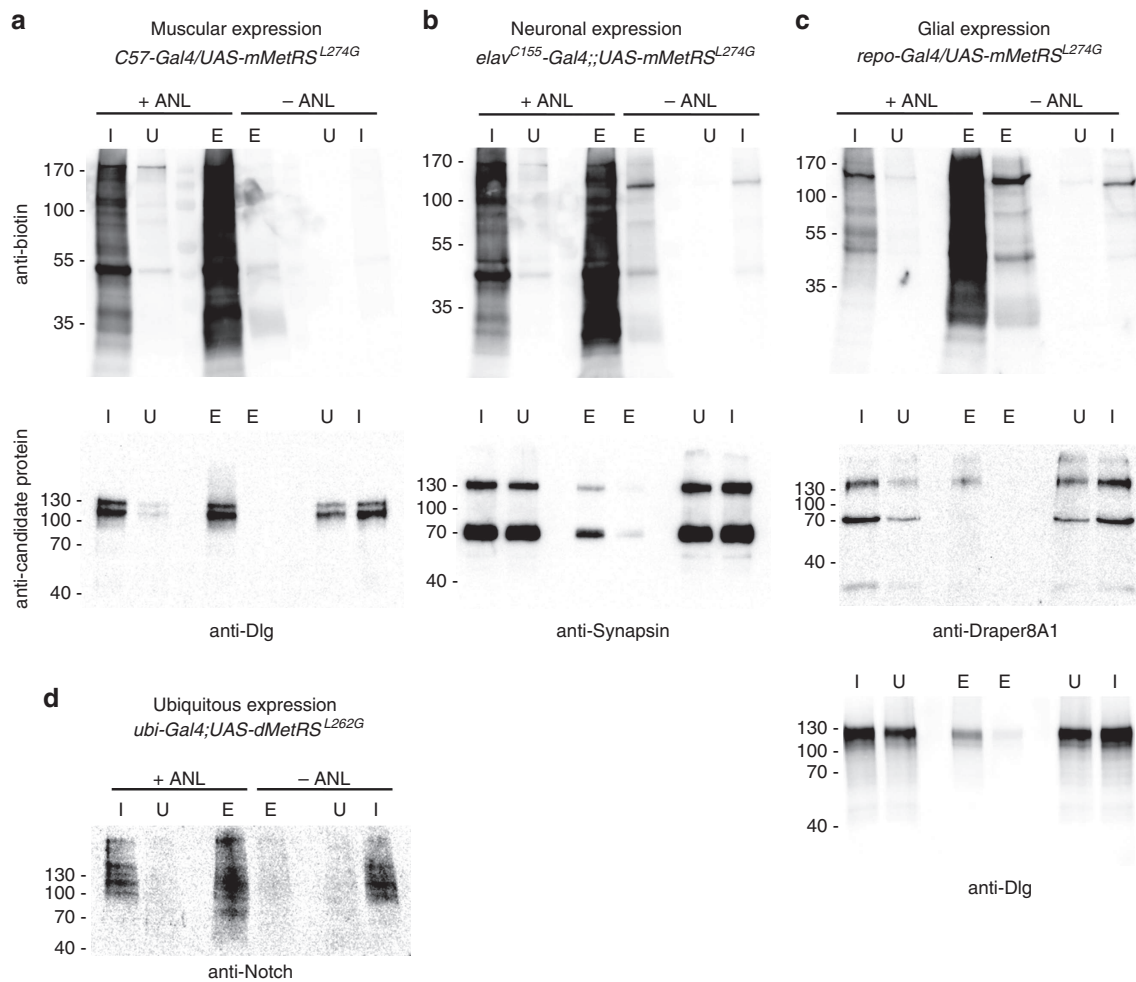 a
Muscular expression
C57-Gal4/UAS-mMetRS^L274G
+ ANL – ANL
I U E E U I
anti-biotin
170 -
100 -
55 -
35 -
I U E E U I
anti-candidate protein
130 -
100 -
70 -
40 -
anti-Dlg
b
Neuronal expression
elav^C155-Gal4;;UAS-mMetRS^L274G
+ ANL – ANL
I U E E U I
170 -
100 -
55 -
35 -
I U E E U I
130 -
100 -
70 -
40 -
anti-Synapsin
c
Glial expression
repo-Gal4/UAS-mMetRS^L274G
+ ANL – ANL
I U E E U I
170 -
100 -
55 -
35 -
I U E E U I
130 -
100 -
70 -
40 -
anti-Draper8A1
I U E E U I
130 -
100 -
70 -
40 -
anti-Dlg
d
Ubiquitous expression
ubi-Gal4;UAS-dMetRS^L262G
+ ANL – ANL
I U E E U I
130 -
100 -
70 -
40 -
anti-Notch